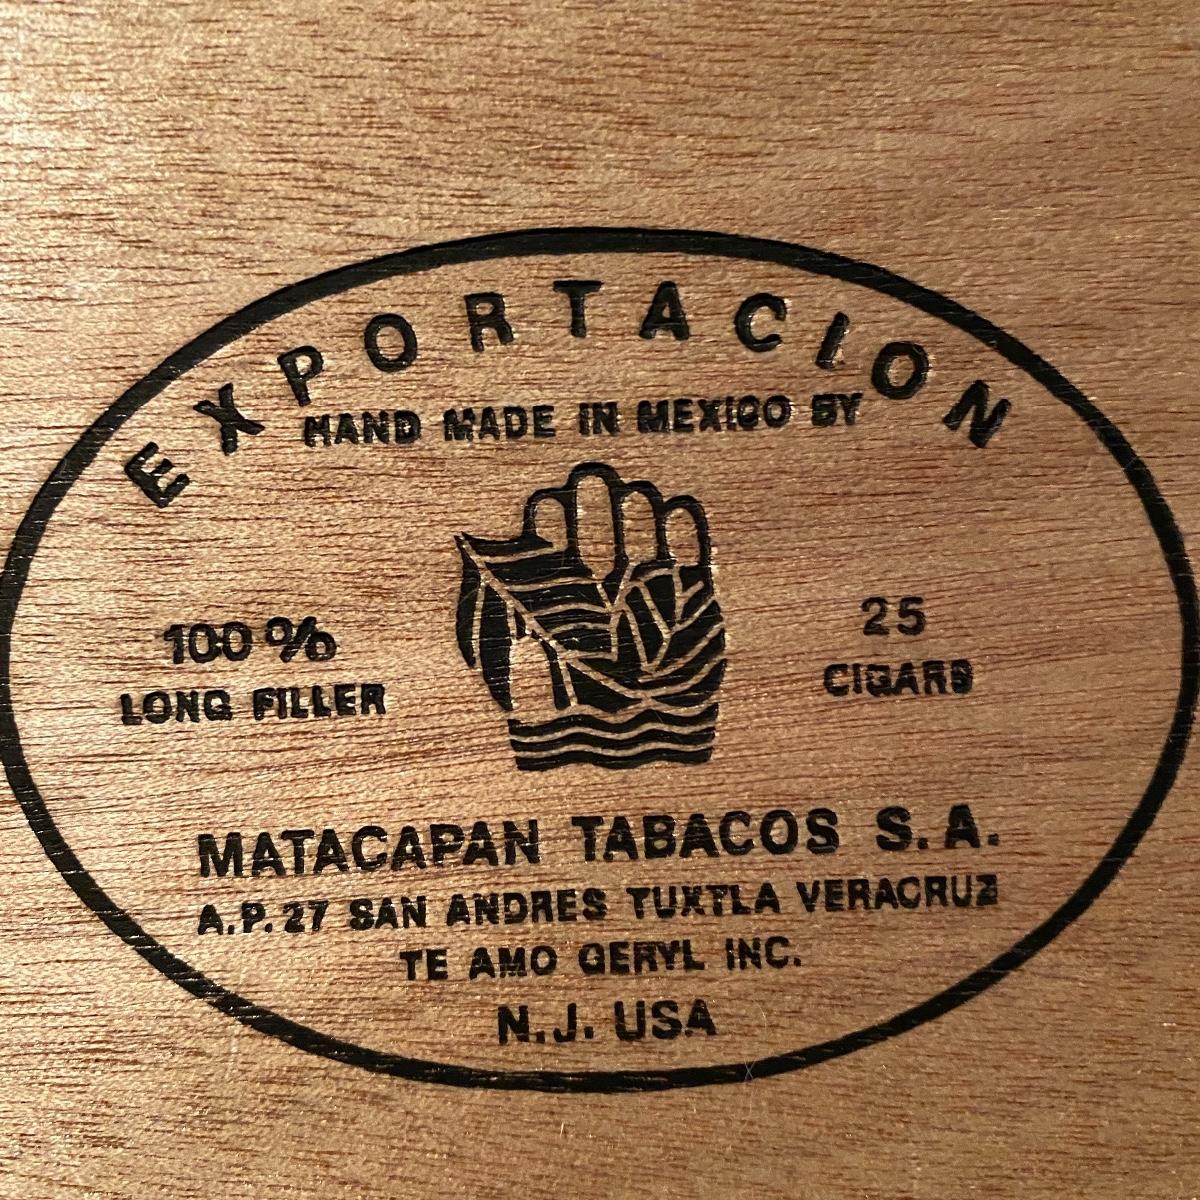 EXPORTACION
HAND MADE IN MEXICO BY
100%
LONG FILLER
25
CIGARS
MATACAPAN TABACOS S.A.
A.P. 27 SAN ANDRES TUXTLA VERACRUZ
TE AMO GERYL INC.
N.J. USA